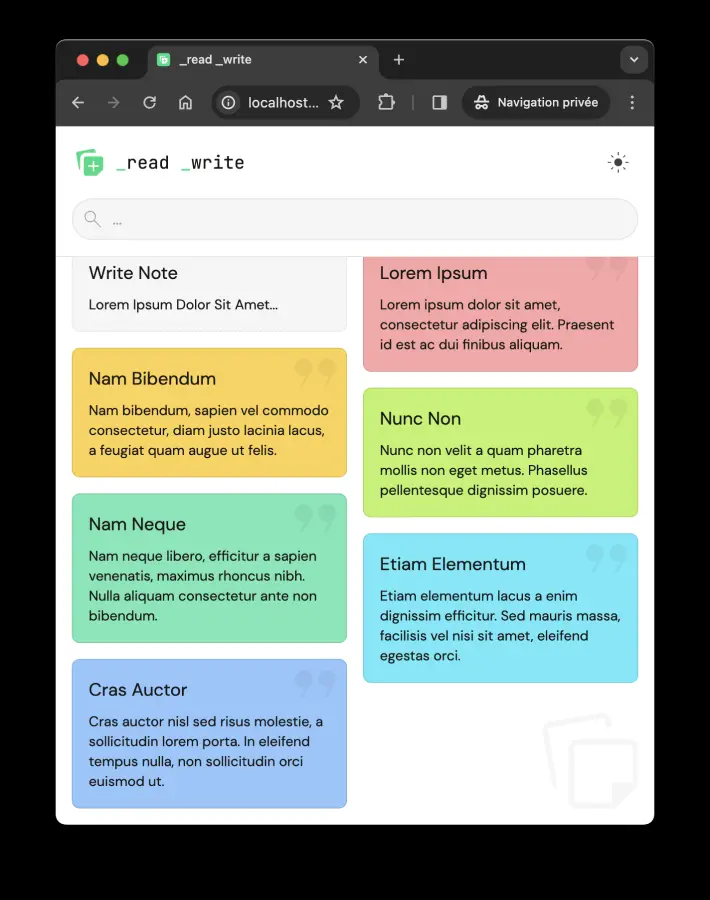 _read _write
localhost...
Navigation privée
_read _write
...
Write Note
Lorem Ipsum Dolor Sit Amet...
Nam Bibendum
Nam bibendum, sapien vel commodo
consectetur, diam justo lacinia lacus,
a feugiat quam augue ut felis.
Nam Neque
Nam neque libero, efficitur a sapien
venenatis, maximus rhoncus nibh.
Nulla aliquam consectetur ante non
bibendum.
Cras Auctor
Cras auctor nisl sed risus molestie, a
sollicitudin lorem porta. In eleifend
tempus nulla, non sollicitudin orci
euismod ut.
Lorem Ipsum
Lorem ipsum dolor sit amet,
consectetur adipiscing elit. Praesent
id est ac dui finibus aliquam.
Nunc Non
Nunc non velit a quam pharetra
mollis non eget metus. Phasellus
pellentesque dignissim posuere.
Etiam Elementum
Etiam elementum lacus a enim
dignissim efficitur. Sed mauris massa,
facilisis vel nisi sit amet, eleifend
egestas orci.